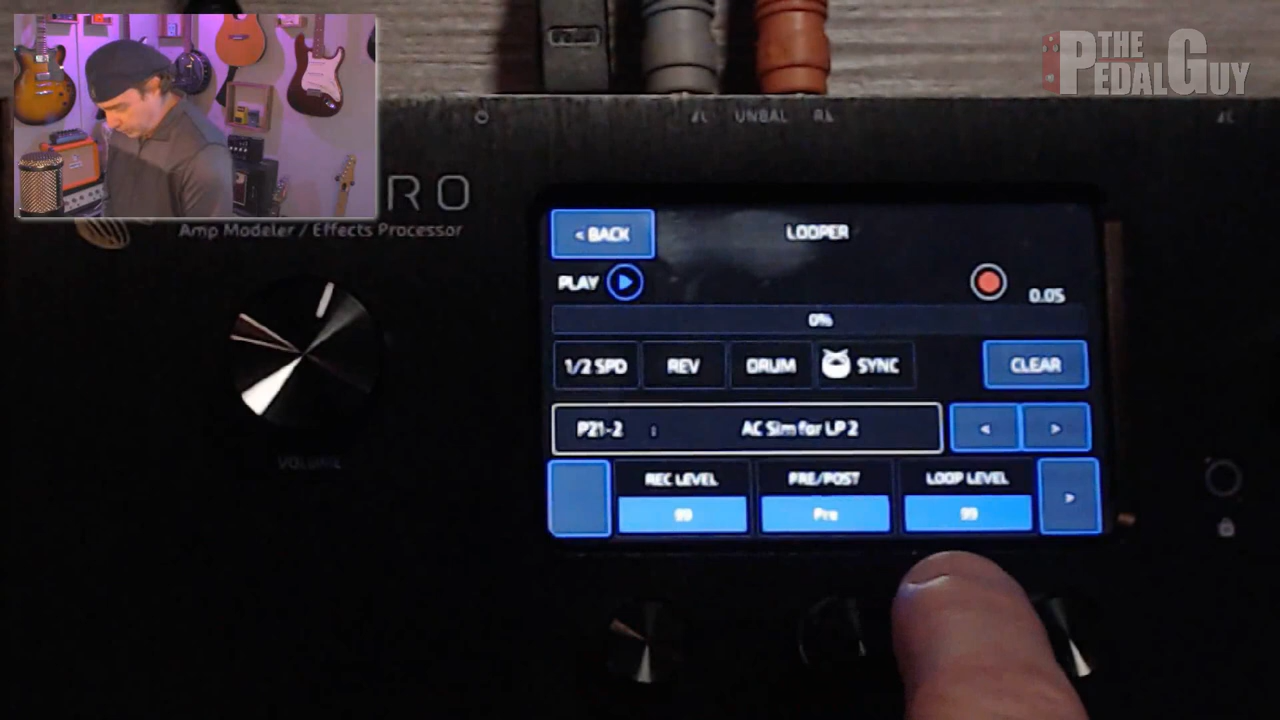 THE
PEDALGUY
UNBAL
RO
Amp Modeler / Effects Processor
< BACK
LOOPER
PLAY
0.05
0%
1/2 SPD
REV
DRUM
SYNC
CLEAR
P21-2
AC Sim for LP 2
<
>
REC LEVEL
PRE/POST
LOOP LEVEL
99
Pre
99
>
VOLUME